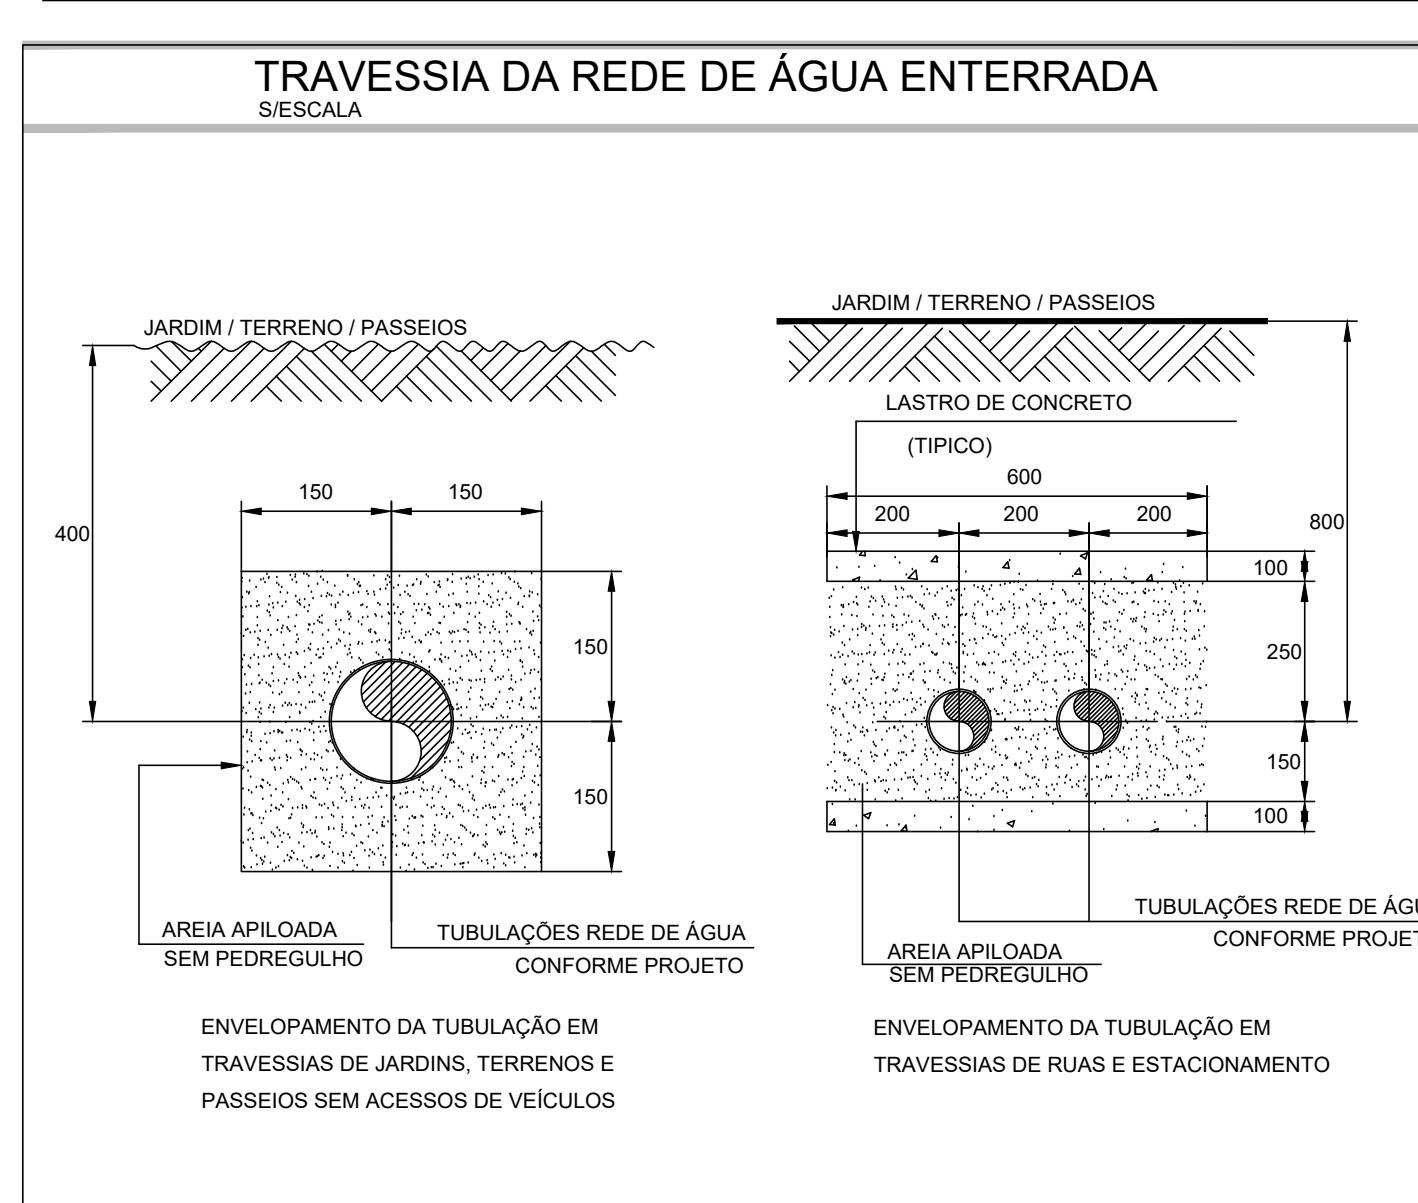 TRAVESSIA DA REDE DE ÁGUA ENTERRADA
S/ESCALA
JARDIM / TERRENO / PASSEIOS
400
150
150
150
150
AREIA APILOADA
SEM PEDREGULHO
TUBULAÇÕES REDE DE ÁGUA
CONFORME PROJETO
ENVELOPAMENTO DA TUBULAÇÃO EM
TRAVESSIAS DE JARDINS, TERRENOS E
PASSEIOS SEM ACESSOS DE VEÍCULOS
JARDIM / TERRENO / PASSEIOS
LASTRO DE CONCRETO
(TIPICO)
600
200
200
200
800
100
250
150
100
TUBULAÇÕES REDE DE ÁGU
CONFORME PROJET
AREIA APILOADA
SEM PEDREGULHO
ENVELOPAMENTO DA TUBULAÇÃO EM
TRAVESSIAS DE RUAS E ESTACIONAMENTO